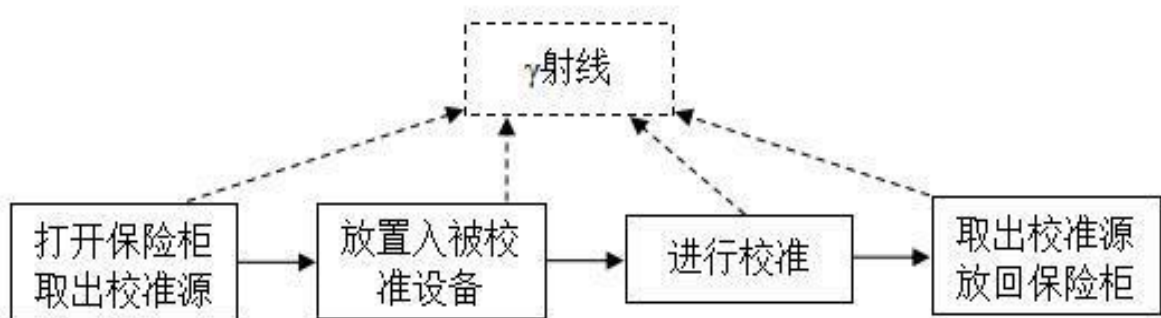 γ射线
打开保险柜
取出校准源
放置入被校
准设备
进行校准
取出校准源
放回保险柜